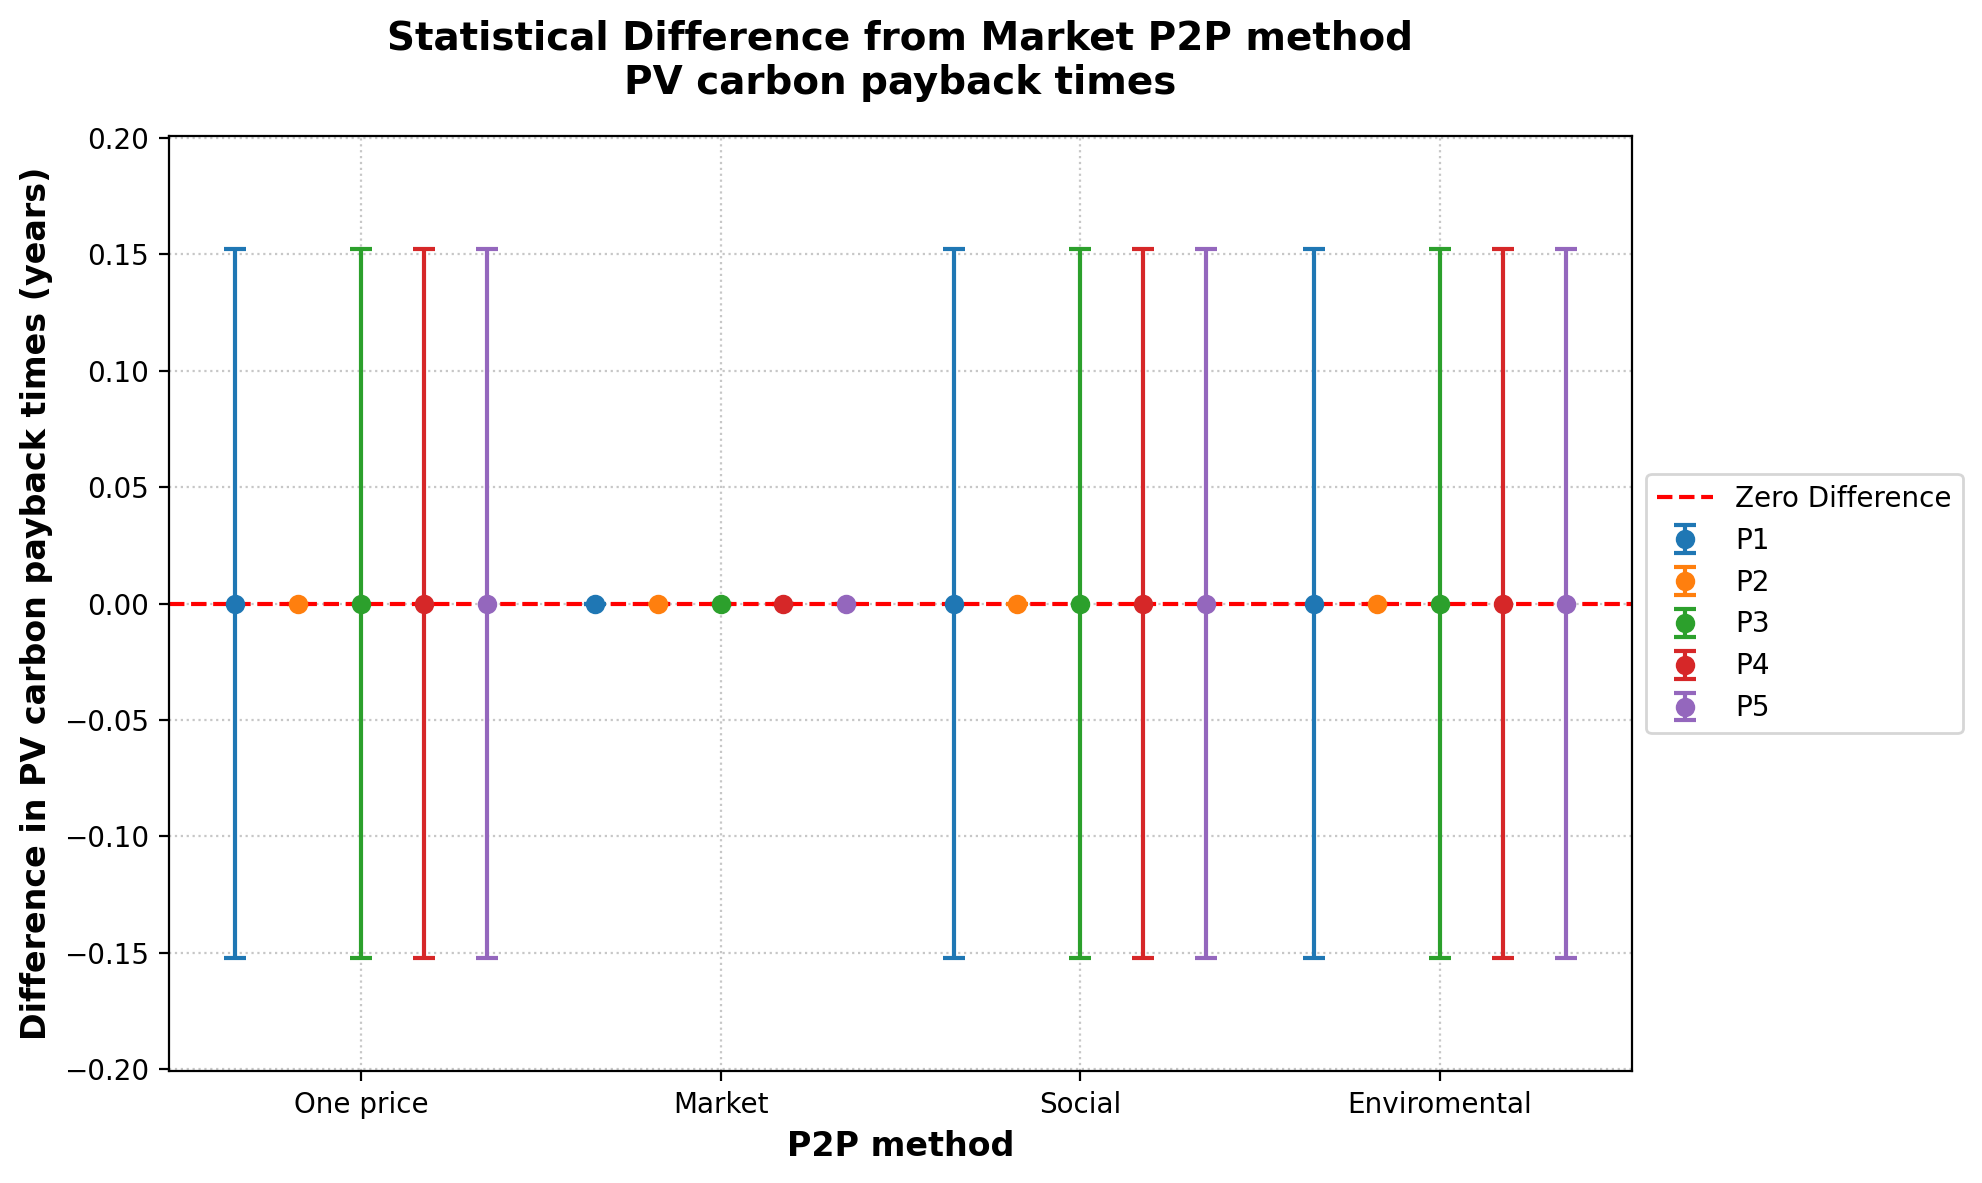 Statistical Difference from Market P2P method
PV carbon payback times
Difference in PV carbon payback times (years)
0.20
0.15
0.10
0.05
0.00
−0.05
−0.10
−0.15
−0.20
One price
Market
Social
Enviromental
P2P method
Zero Difference
P1
P2
P3
P4
P5